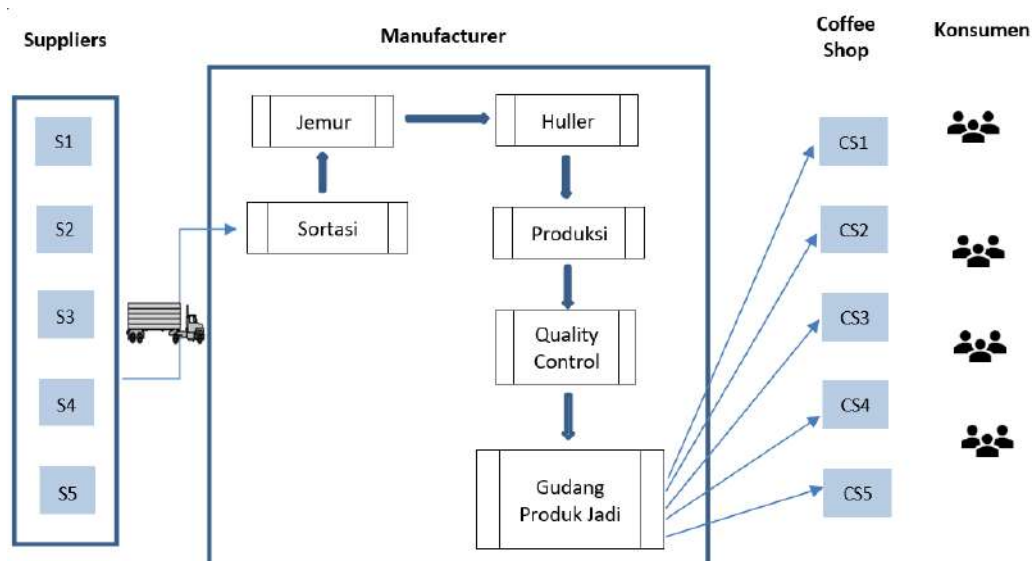 Suppliers
Manufacturer
Coffee
Shop
Konsumen
S1
S2
S3
S4
S5
Jemur
Huller
Sortasi
Produksi
Quality
Control
Gudang
Produk Jadi
CS1
CS2
CS3
CS4
CS5